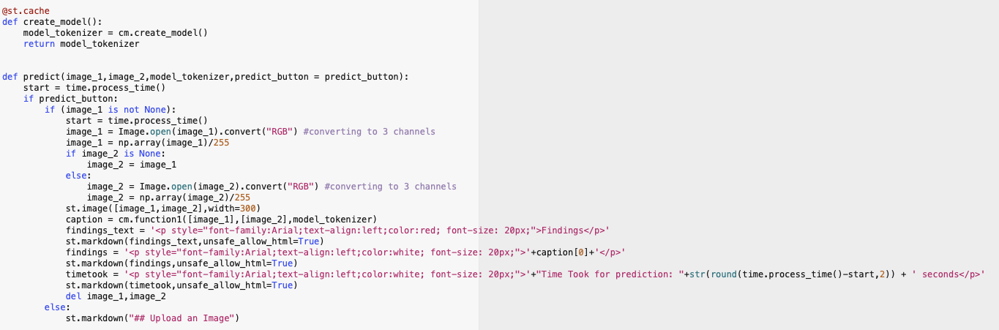 @st.cache
def create_model():
    model_tokenizer = cm.create_model()
    return model_tokenizer


def predict(image_1,image_2,model_tokenizer,predict_button = predict_button):
    start = time.process_time()
    if predict_button:
        if (image_1 is not None):
            start = time.process_time()
            image_1 = Image.open(image_1).convert("RGB") #converting to 3 channels
            image_1 = np.array(image_1)/255
            if image_2 is None:
                image_2 = image_1
            else:
                image_2 = Image.open(image_2).convert("RGB") #converting to 3 channels
                image_2 = np.array(image_2)/255
            st.image([image_1,image_2],width=300)
            caption = cm.function1([image_1],[image_2],model_tokenizer)
            findings_text = '<p style="font-family:Arial;text-align:left;color:red; font-size: 20px;">Findings</p>'
            st.markdown(findings_text,unsafe_allow_html=True)
            findings = '<p style="font-family:Arial;text-align:left;color:white; font-size: 20px;">'+caption[0]+'</p>'
            st.markdown(findings,unsafe_allow_html=True)
            timetook = '<p style="font-family:Arial;text-align:left;color:white; font-size: 20px;">'+"Time Took for prediction: "+str(round(time.process_time()-start,2)) + ' seconds</p>'
            st.markdown(timetook,unsafe_allow_html=True)
            del image_1,image_2
        else:
            st.markdown("## Upload an Image")